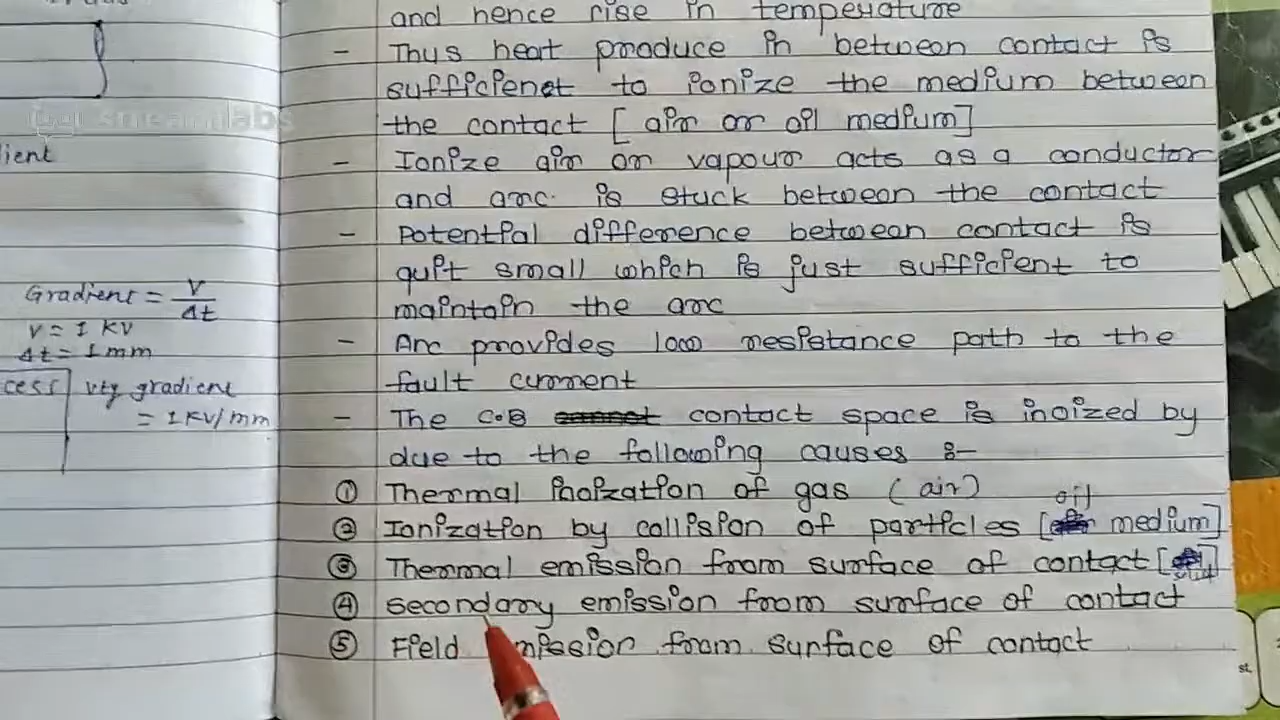 ient
Gradient = V/Δt
V = 1 KV
Δt = 1 mm
cess vtg gradient
= 1KV/mm
and hence rise in temperature
- Thus heat produce in between contact is
sufficienct to ionize the medium between
the contact [ air or oil medium]
- Ionize air or vapour acts as a conductor
and arc. is stuck between the contact
- Potential difference between contact is
quit small which is just sufficient to
maintain the arc
- Arc provides low resistance path to the
fault current
- The C.B contact space is inoized by
due to the following causes :-
① Thermal inoization of gas (air)
② Ionization by collision of particles [oil medium]
③ Thermal emission from surface of contact
④ secondary emission from surface of contact
⑤ Field emission from surface of contact
st.